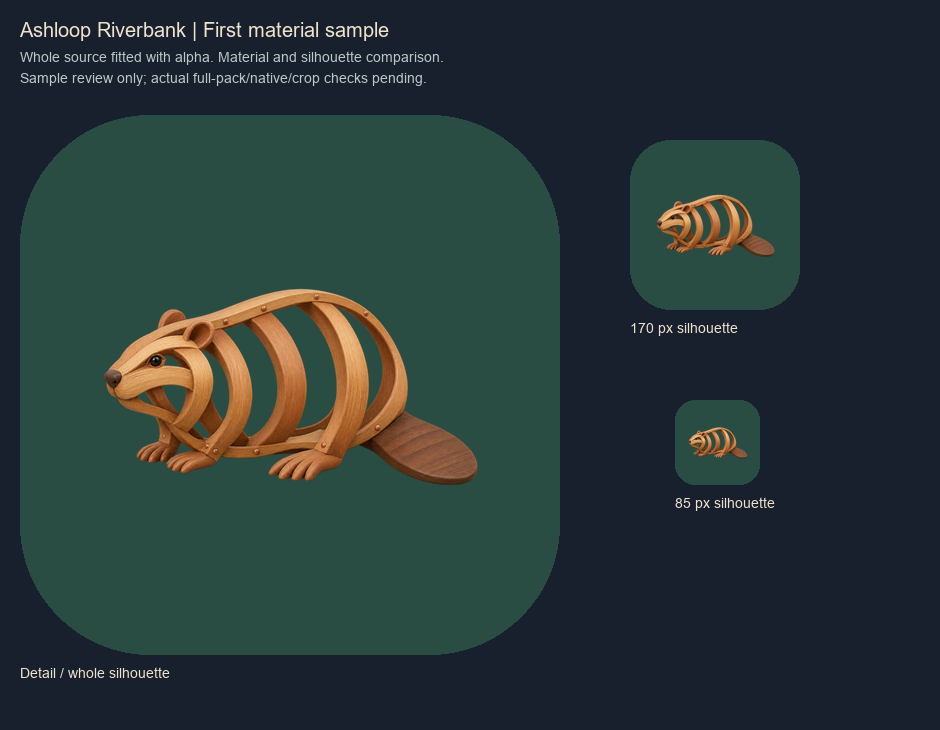 Ashloop Riverbank | First material sample
Whole source fitted with alpha. Material and silhouette comparison.
Sample review only; actual full-pack/native/crop checks pending.
170 px silhouette
85 px silhouette
Detail / whole silhouette